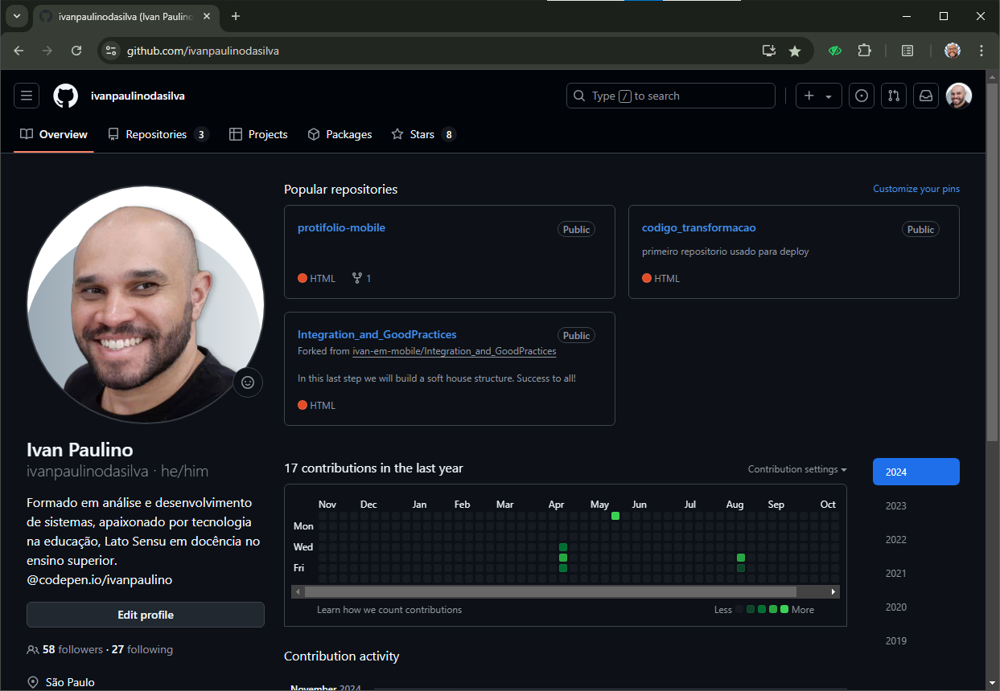 ivanpaulinodasilva (Ivan Paulino
github.com/ivanpaulinodasilva
ivanpaulinodasilva
Type / to search
Overview
Repositories 3
Projects
Packages
Stars 8
Popular repositories
Customize your pins
protifolio-mobile
Public
HTML
1
codigo_transformacao
Public
primeiro repositorio usado para deploy
HTML
Integration_and_GoodPractices
Public
Forked from ivan-em-mobile/Integration_and_GoodPractices
In this last step we will build a soft house structure. Success to all!
HTML
Ivan Paulino
ivanpaulinodasilva · he/him
Formado em análise e desenvolvimento
de sistemas, apaixonado por tecnologia
na educação, Lato Sensu em docência no
ensino superior.
@codepen.io/ivanpaulino
Edit profile
58 followers · 27 following
São Paulo
17 contributions in the last year
Contribution settings
Nov Dec Jan Feb Mar Apr May Jun Jul Aug Sep Oct
Mon
Wed
Fri
Learn how we count contributions
Less
More
2024
2023
2022
2021
2020
2019
Contribution activity
November 2024